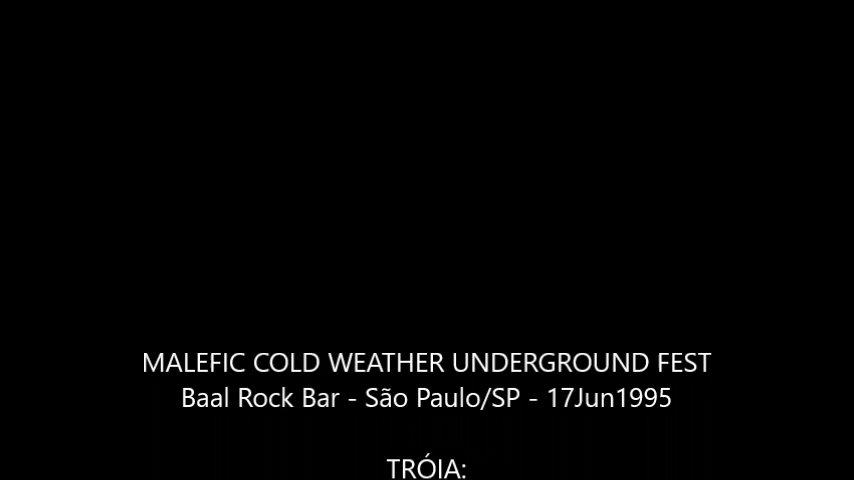 MALEFIC COLD WEATHER UNDERGROUND FEST
Baal Rock Bar - São Paulo/SP - 17Jun1995
TRÓIA: